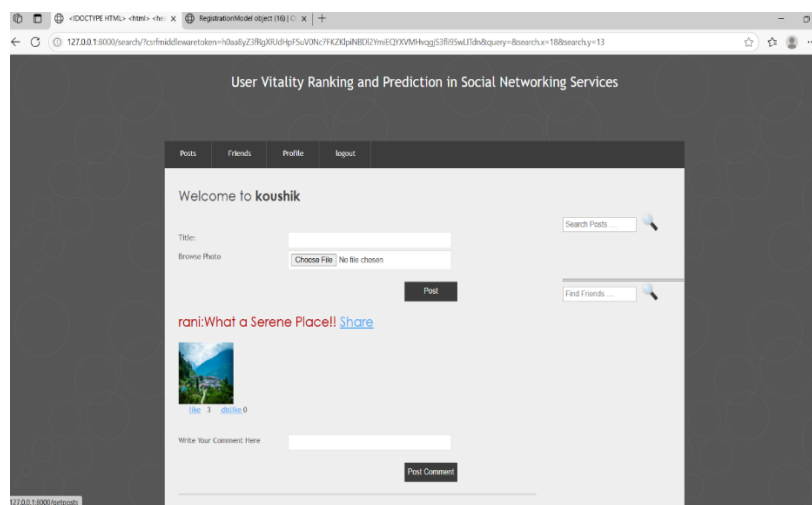 <!DOCTYPE HTML> <html> <he: X RegistrationModel object (16) | X +
127.0.0.1:8000/search/?
&query=&search.x=18&search.y=13
User Vitality Ranking and Prediction in Social Networking Services
Posts Friends Profile logout
Welcome to koushik
Search Posts ...
Title:
Browse Photo Choose File No file chosen
Post
Find Friends ...
rani:What a Serene Place!! Share
like 3 dislike 0
Write Your Comment Here
Post Comment
127.0.0.1:8000/getposts